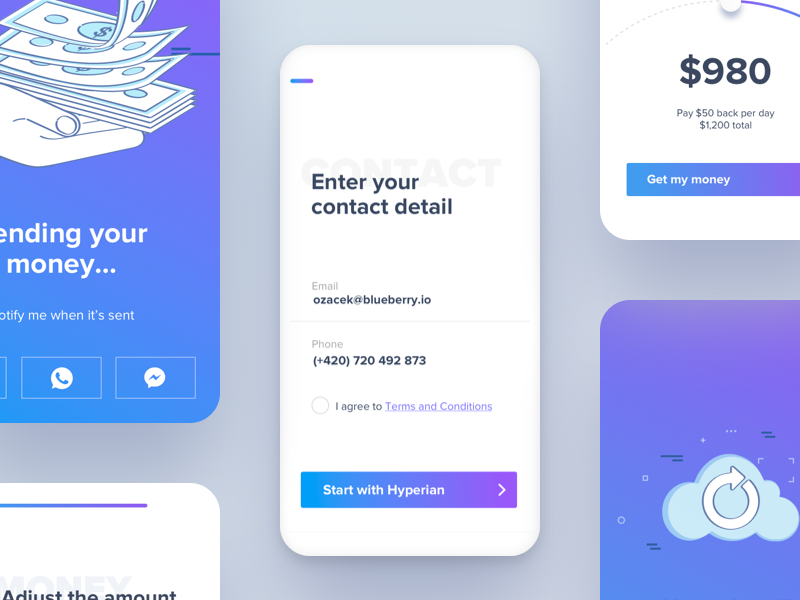 ending your
money...
otify me when it's sent
MONEY
Adjust the amount
CONTACT
Enter your
contact detail
Email
ozacek@blueberry.io
Phone
(+420) 720 492 873
I agree to Terms and Conditions
Start with Hyperian
$980
Pay $50 back per day
$1,200 total
Get my money